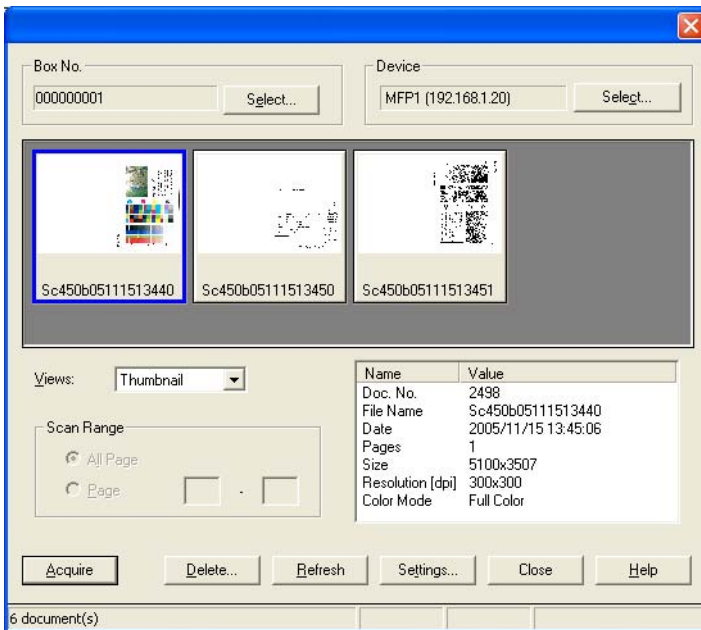 Box No.
000000001
Select...
Device
MFP1 (192.168.1.20)
Select...
Sc450b05111513440
Sc450b05111513450
Sc450b05111513451
Views:
Thumbnail
Scan Range
All Page
Page
-
Name Value
Doc. No. 2498
File Name Sc450b05111513440
Date 2005/11/15 13:45:06
Pages 1
Size 5100x3507
Resolution [dpi] 300x300
Color Mode Full Color
Acquire
Delete...
Refresh
Settings...
Close
Help
6 document(s)